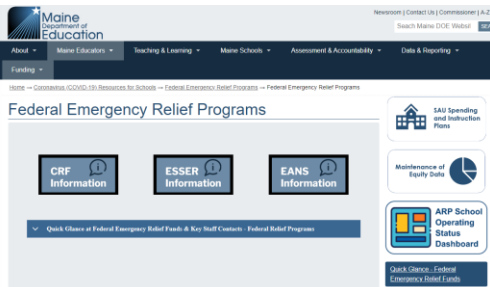 Newsroom | Contact Us | Commissioner | A-Z
Maine
Department of
Education
Search Maine DOE Websit
About
Maine Educators
Teaching & Learning
Maine Schools
Assessment & Accountability
Data & Reporting
Funding
Home → Coronavirus (COVID-19) Resources for Schools → Federal Emergency Relief Programs → Federal Emergency Relief Programs
Federal Emergency Relief Programs
CRF
Information
ESSER
Information
EANS
Information
Quick Glance at Federal Emergency Relief Funds & Key Staff Contacts - Federal Relief Programs
SAU Spending
and Instruction
Plans
Maintenance of
Equity Data
ARP School
Operating
Status
Dashboard
Quick Glance - Federal
Emergency Relief Funds